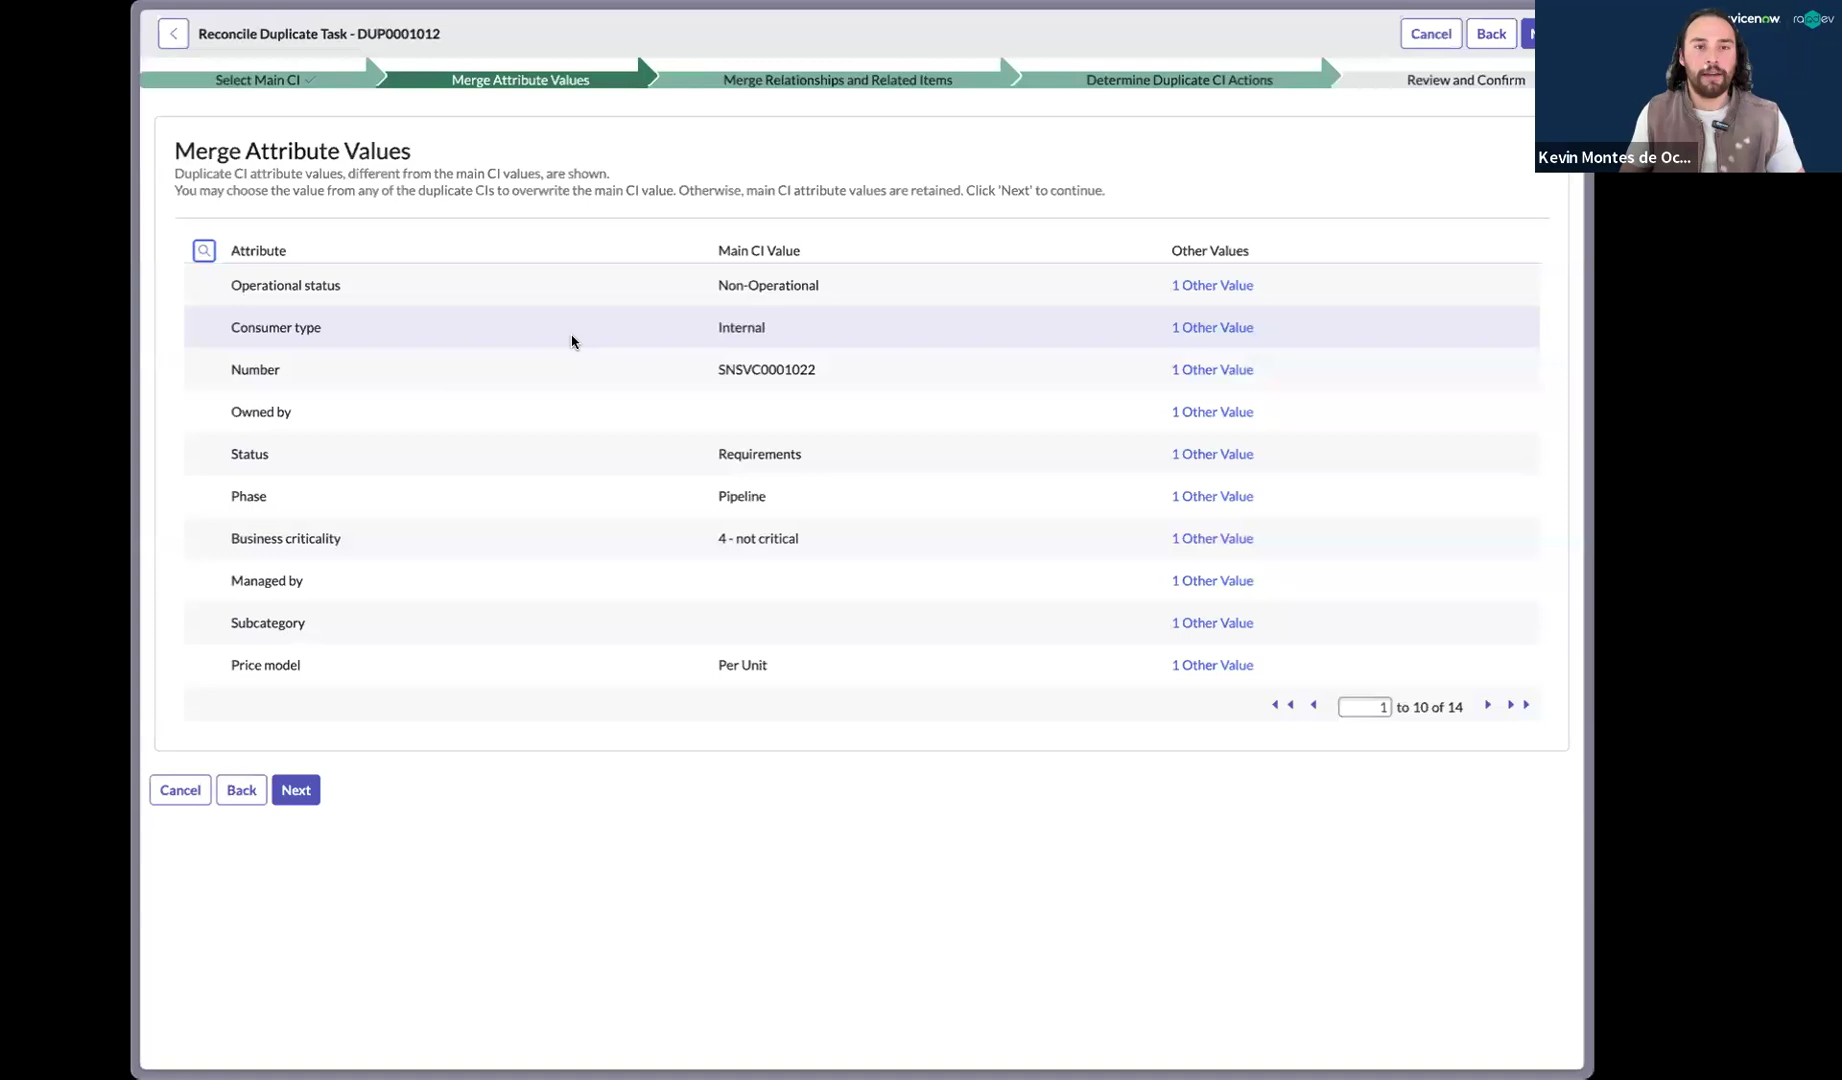 Reconcile Duplicate Task - DUP0001012
Cancel
Back
Select Main CI
Merge Attribute Values
Merge Relationships and Related Items
Determine Duplicate CI Actions
Review and Confirm
Kevin Montes de Oc...
Merge Attribute Values
Duplicate CI attribute values, different from the main CI values, are shown.
You may choose the value from any of the duplicate CIs to overwrite the main CI value. Otherwise, main CI attribute values are retained. Click 'Next' to continue.
Attribute Main CI Value Other Values
Operational status Non-Operational 1 Other Value
Consumer type Internal 1 Other Value
Number SNSVC0001022 1 Other Value
Owned by 1 Other Value
Status Requirements 1 Other Value
Phase Pipeline 1 Other Value
Business criticality 4 - not critical 1 Other Value
Managed by 1 Other Value
Subcategory 1 Other Value
Price model Per Unit 1 Other Value
1 to 10 of 14
Cancel Back Next